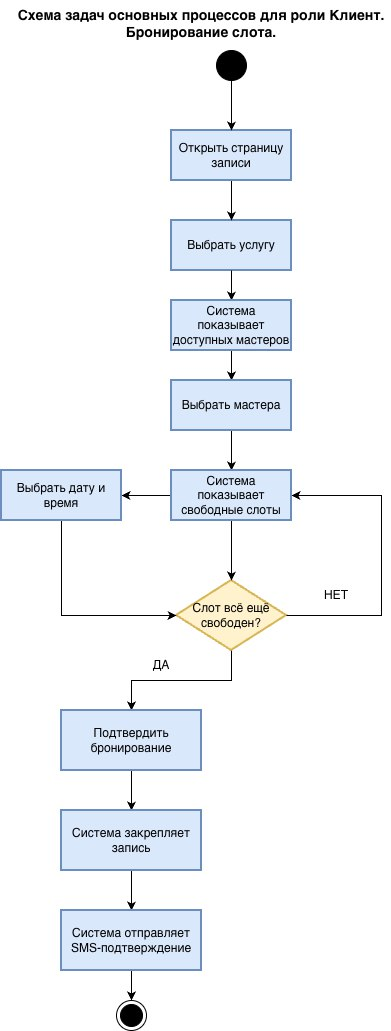 Схема задач основных процессов для роли Клиент.
Бронирование слота.
Открыть страницу
записи
Выбрать услугу
Система
показывает
доступных мастеров
Выбрать мастера
Выбрать дату и
время
Система
показывает
свободные слоты
Слот всё ещё
свободен?
НЕТ
ДА
Подтвердить
бронирование
Система закрепляет
запись
Система отправляет
SMS-подтверждение